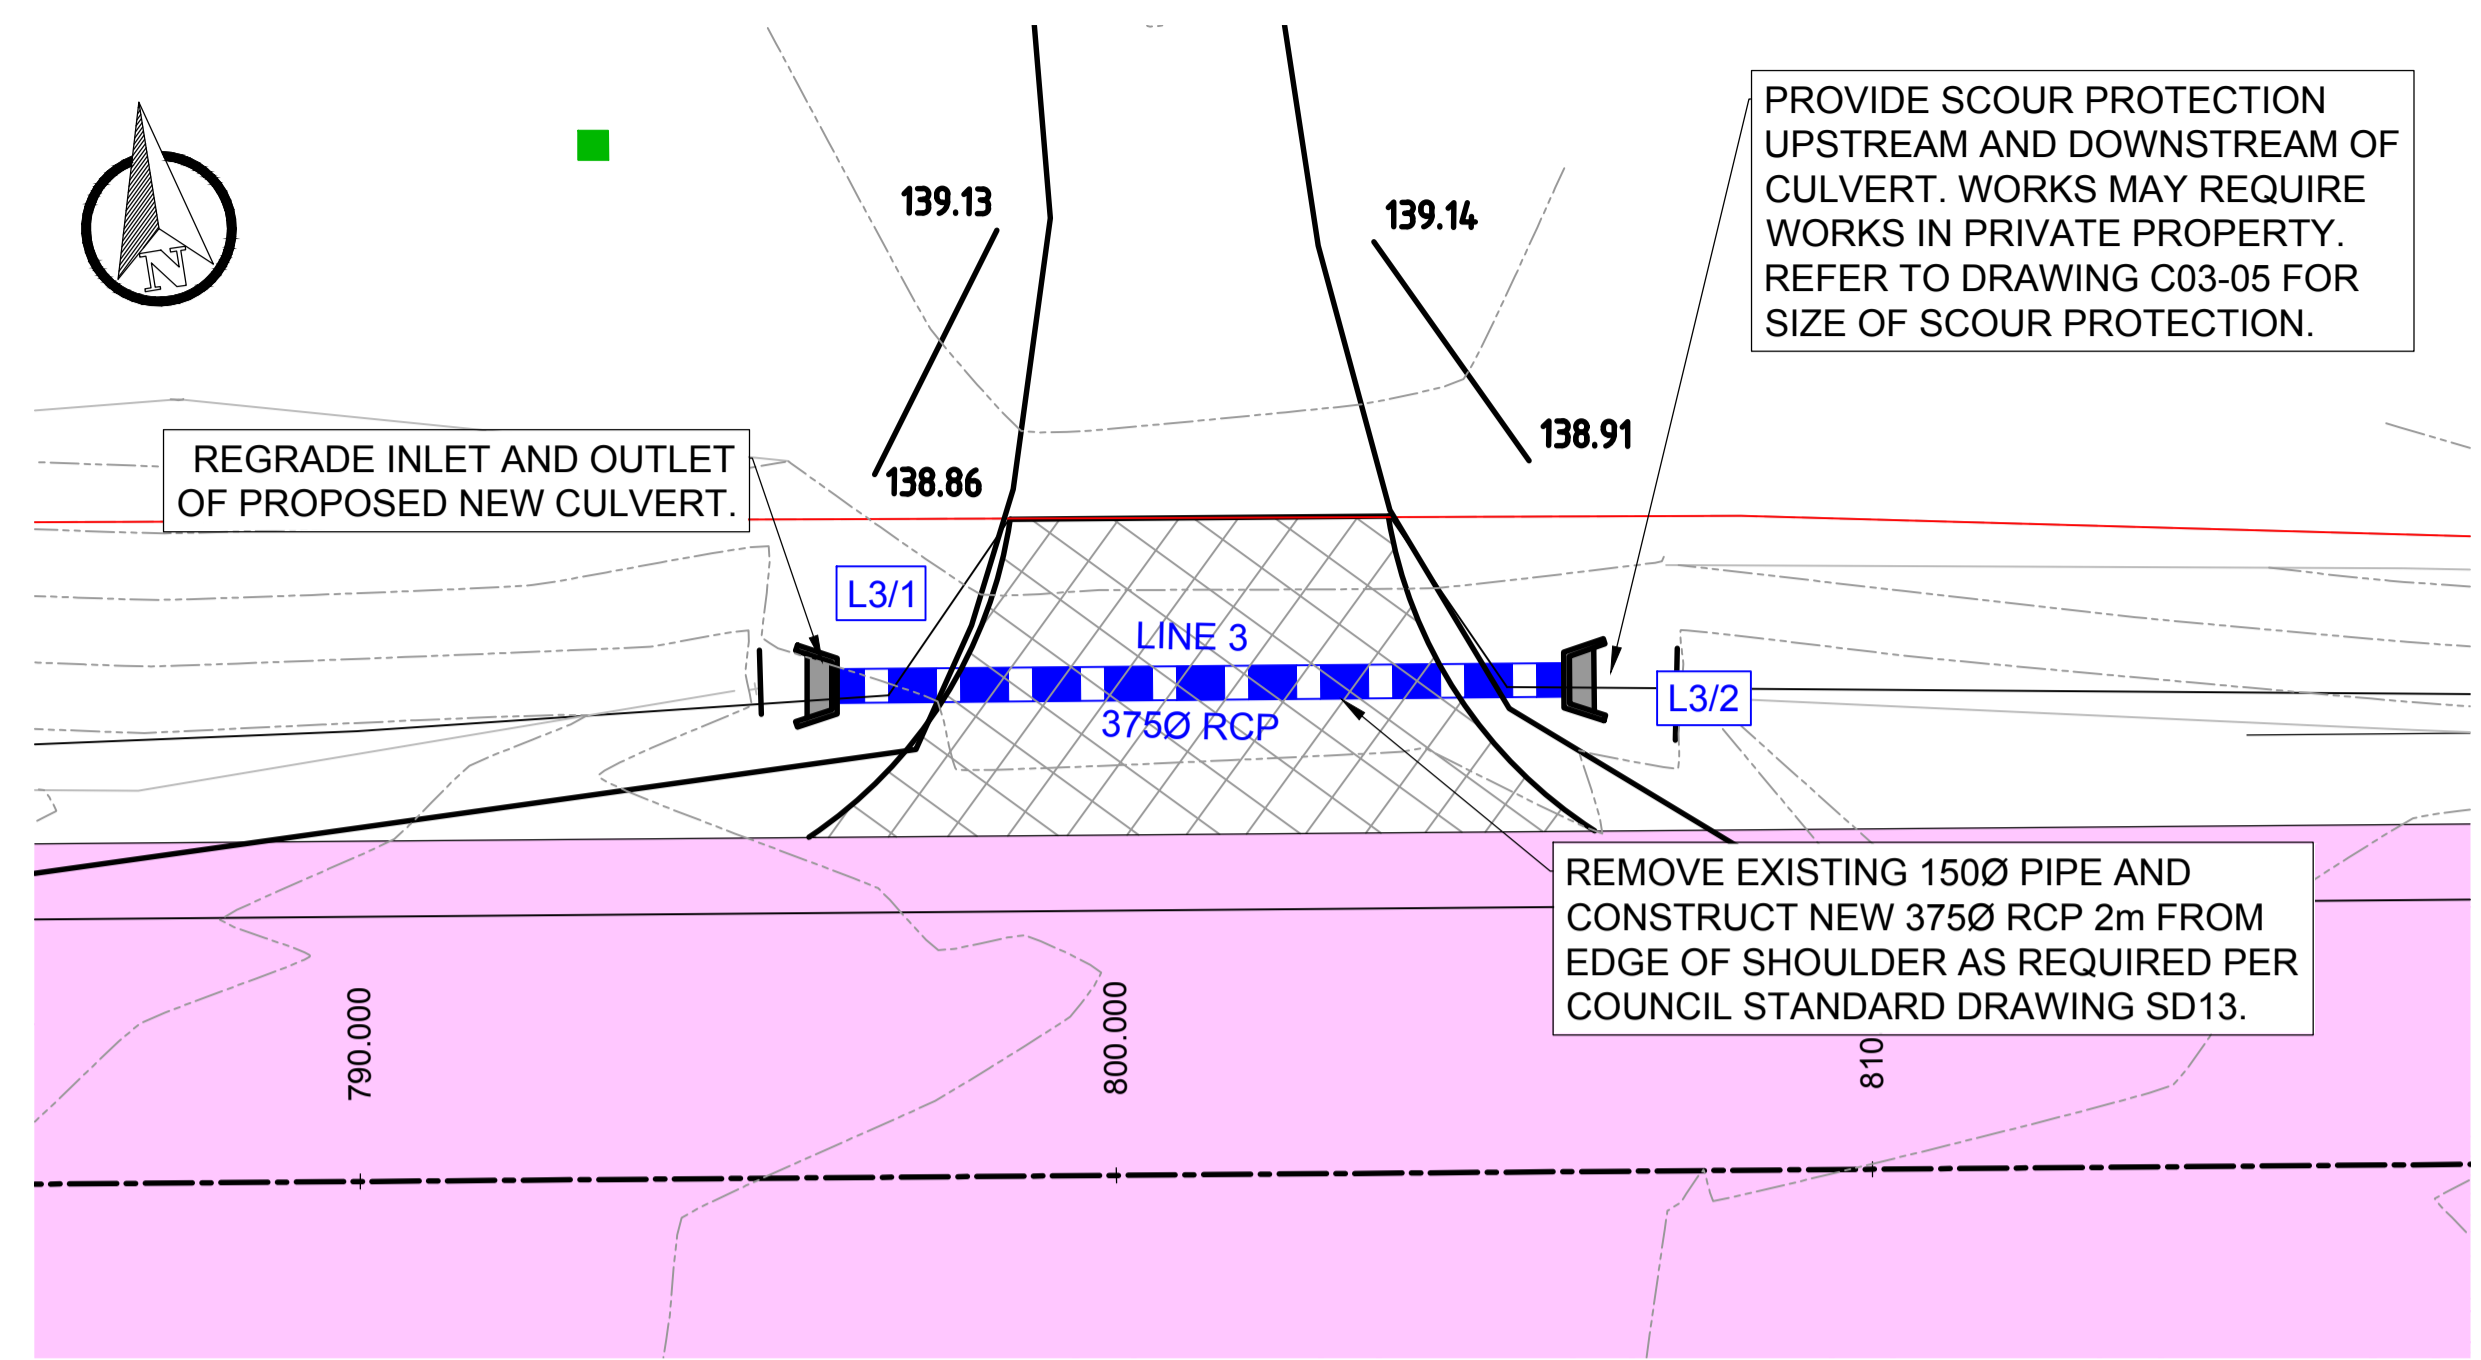 N
139.13
139.14
138.86
138.91
PROVIDE SCOUR PROTECTION
UPSTREAM AND DOWNSTREAM OF
CULVERT. WORKS MAY REQUIRE
WORKS IN PRIVATE PROPERTY.
REFER TO DRAWING C03-05 FOR
SIZE OF SCOUR PROTECTION.
REGRADE INLET AND OUTLET
OF PROPOSED NEW CULVERT.
L3/1
LINE 3
375Ø RCP
L3/2
REMOVE EXISTING 150Ø PIPE AND
CONSTRUCT NEW 375Ø RCP 2m FROM
EDGE OF SHOULDER AS REQUIRED PER
COUNCIL STANDARD DRAWING SD13.
790.000
800.000
810